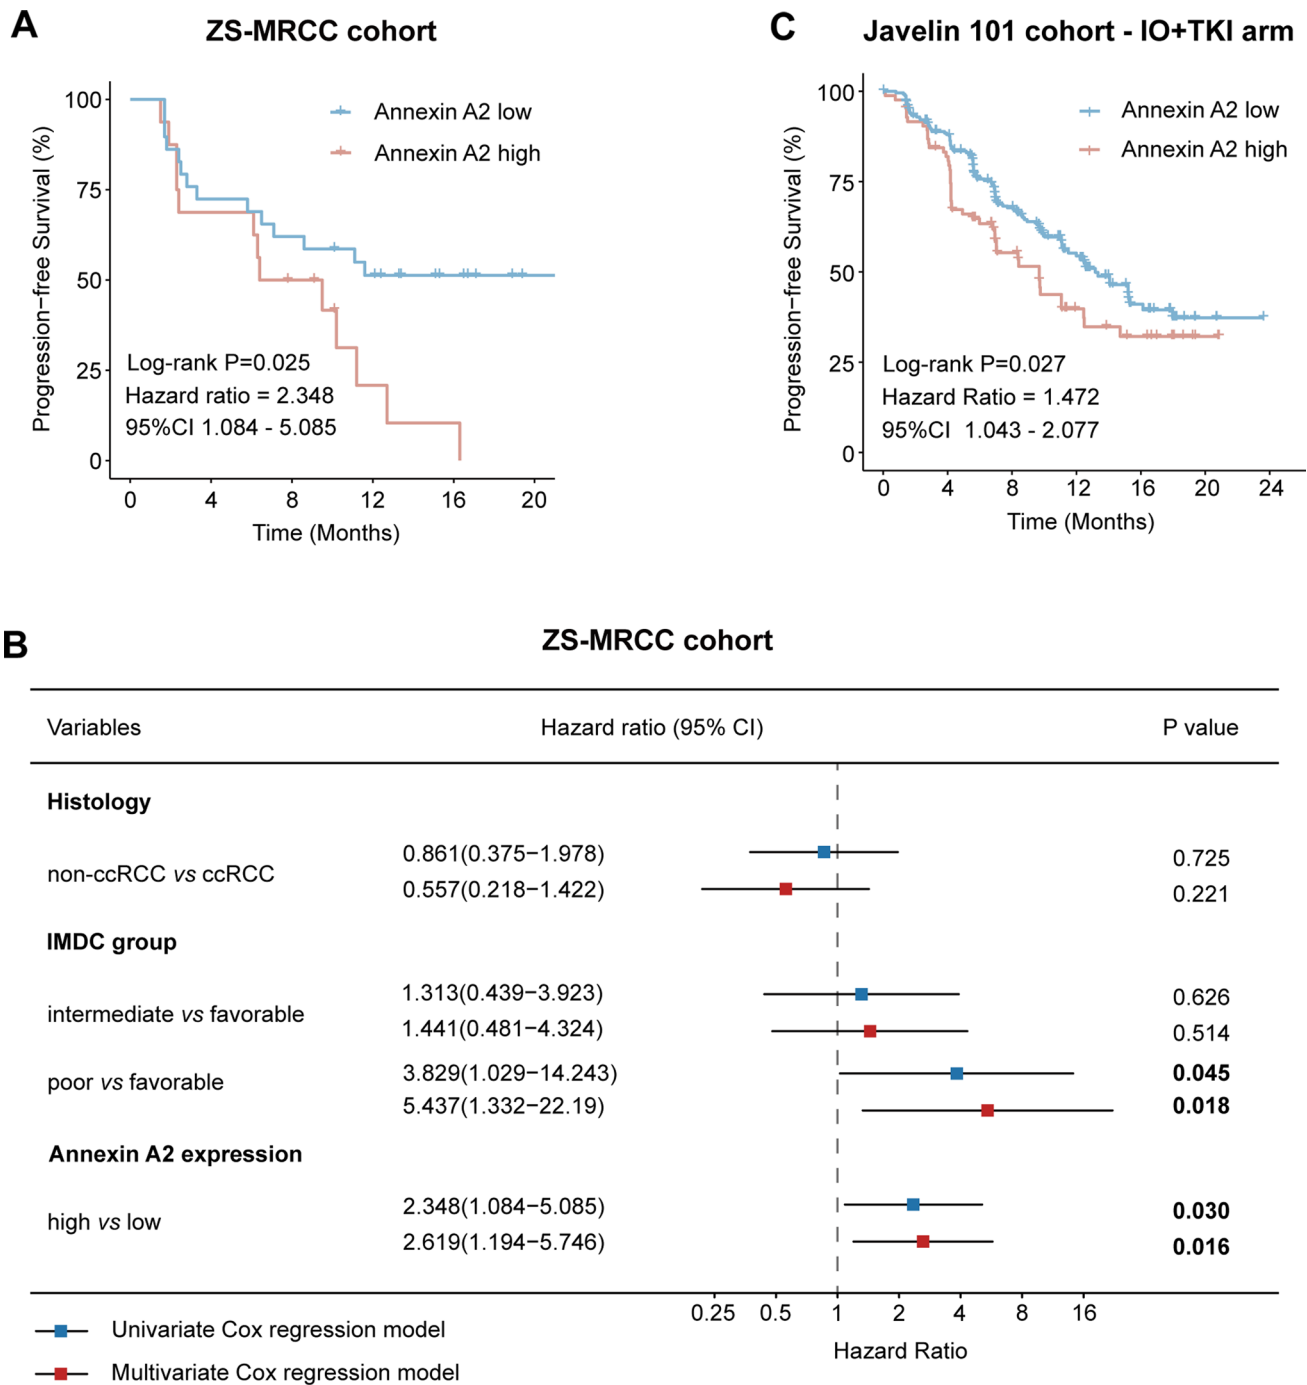 A
ZS-MRCC cohort
Annexin A2 low
Annexin A2 high
Progression−free Survival (%)
100
75
50
25
0
Log-rank P=0.025
Hazard ratio = 2.348
95%CI 1.084 - 5.085
0 4 8 12 16 20
Time (Months)
C
Javelin 101 cohort - IO+TKI arm
Annexin A2 low
Annexin A2 high
Progression−free Survival (%)
100
75
50
25
0
Log-rank P=0.027
Hazard Ratio = 1.472
95%CI 1.043 - 2.077
0 4 8 12 16 20 24
Time (Months)
B
ZS-MRCC cohort
Variables Hazard ratio (95% CI) P value
Histology
non-ccRCC vs ccRCC
0.861(0.375−1.978) 0.725
0.557(0.218−1.422) 0.221
IMDC group
intermediate vs favorable
1.313(0.439−3.923) 0.626
1.441(0.481−4.324) 0.514
poor vs favorable
3.829(1.029−14.243) 0.045
5.437(1.332−22.19) 0.018
Annexin A2 expression
high vs low
2.348(1.084−5.085) 0.030
2.619(1.194−5.746) 0.016
0.25 0.5 1 2 4 8 16
Hazard Ratio
Univariate Cox regression model
Multivariate Cox regression model